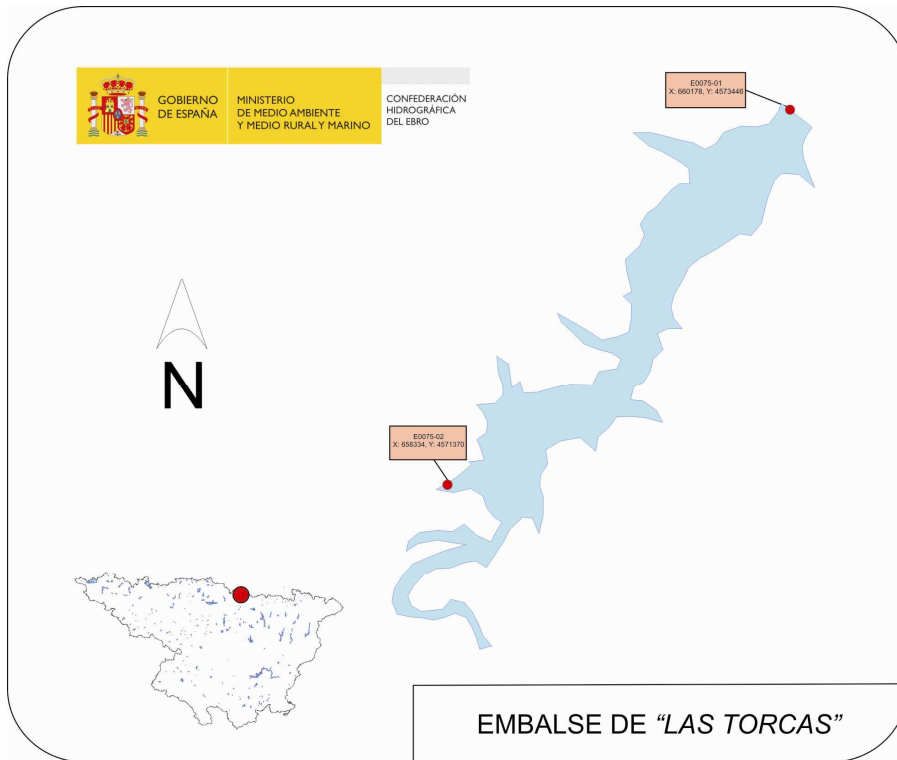 GOBIERNO
DE ESPAÑA
MINISTERIO
DE MEDIO AMBIENTE
Y MEDIO RURAL Y MARINO
CONFEDERACIÓN
HIDROGRÁFICA
DEL EBRO
E0075-01
X: 660178, Y: 4573446
N
E0075-02
X: 658334, Y: 4571370
EMBALSE DE "LAS TORCAS"